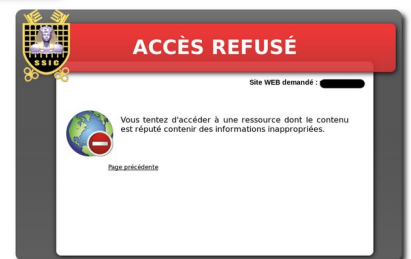 SSIC
ACCÈS REFUSÉ
Site WEB demandé :
Vous tentez d'accéder à une ressource dont le contenu
est réputé contenir des informations inappropriées.
Page précédente